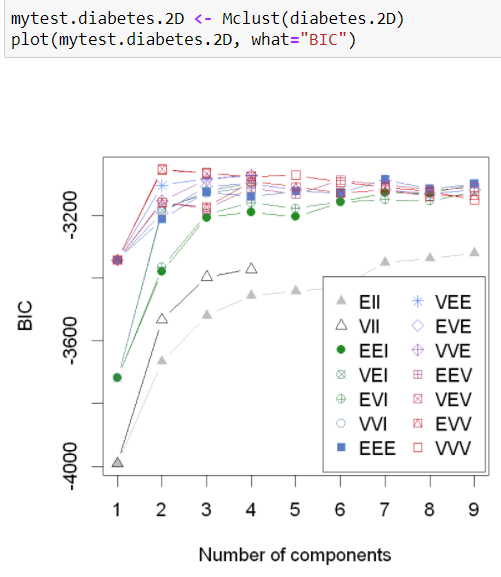 mytest.diabetes.2D <- Mclust(diabetes.2D)
plot(mytest.diabetes.2D, what="BIC")
-3200
-3600
-4000
BIC
EII VEE
VII EVE
EEI VVE
VEI EEV
EVI VEV
VVI EVV
EEE VVV
1 2 3 4 5 6 7 8 9
Number of components